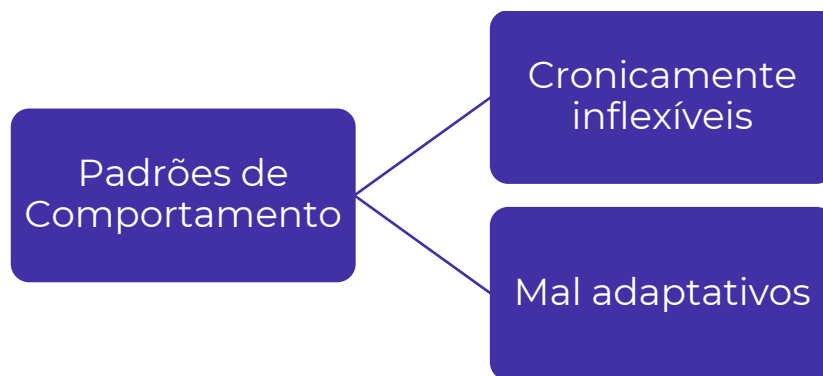 Padrões de
Comportamento
Cronicamente
inflexíveis
Mal adaptativos